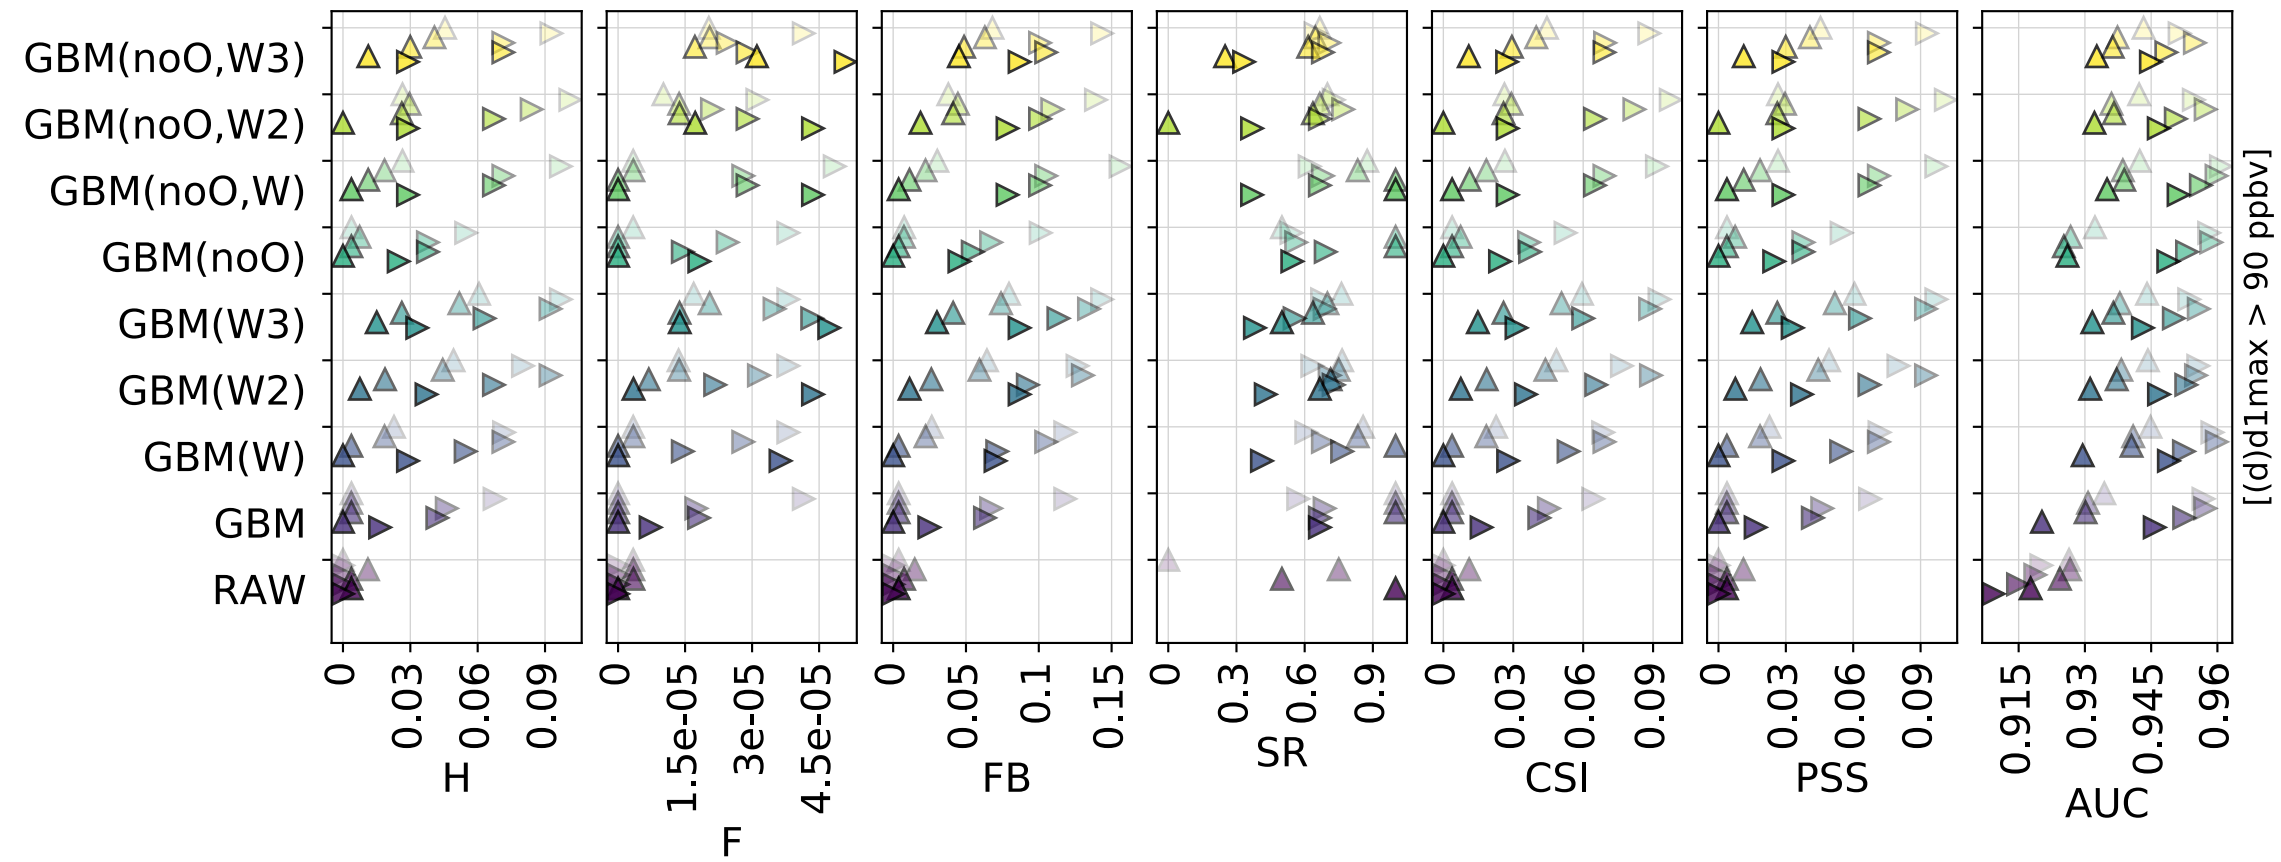 GBM(noO,W3)
GBM(noO,W2)
GBM(noO,W)
GBM(noO)
GBM(W3)
GBM(W2)
GBM(W)
GBM
RAW
0 0.03 0.06 0.09
H
0 1.5e-05 3e-05 4.5e-05
F
0 0.05 0.1 0.15
FB
0 0.3 0.6 0.9
SR
0 0.03 0.06 0.09
CSI
0 0.03 0.06 0.09
PSS
0.915 0.93 0.945 0.96
AUC
[(d)d1max > 90 ppbv]